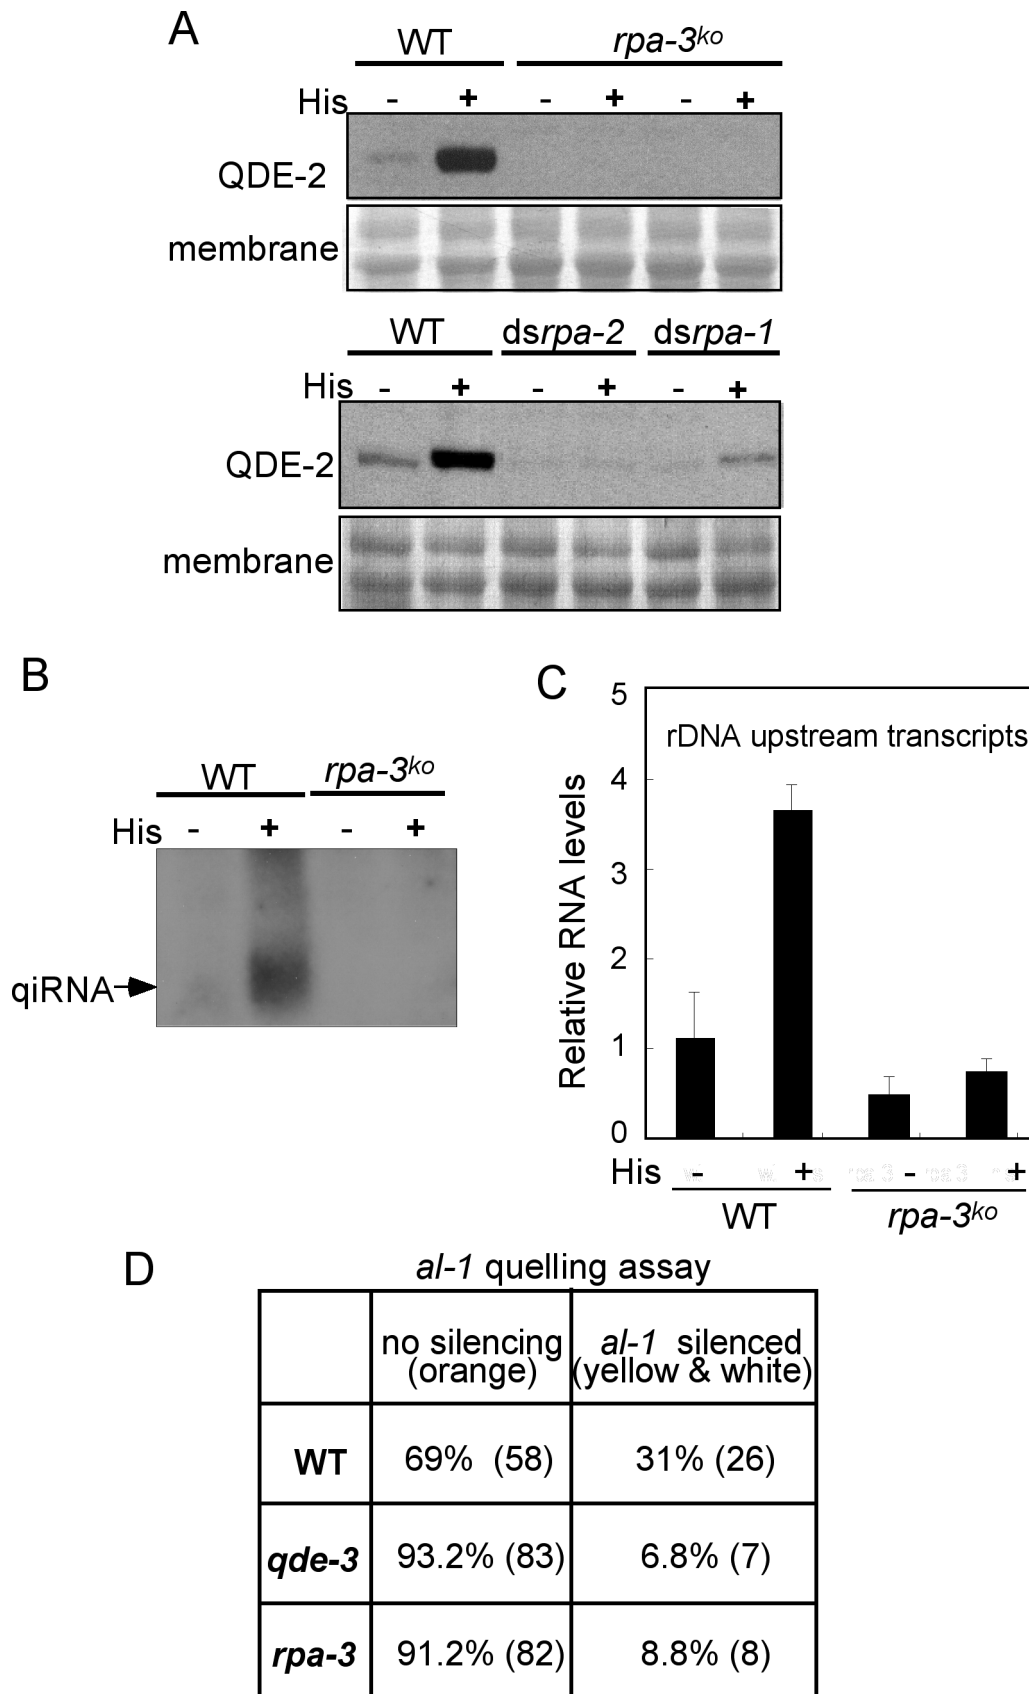 A
WT rpa-3ko
His - + - + - +
QDE-2
membrane
WT dsrpa-2 dsrpa-1
His - + - + - +
QDE-2
membrane
B
WT rpa-3ko
His - + - +
qiRNA
C
rDNA upstream transcripts
Relative RNA levels
5
4
3
2
1
0
His - + - +
WT rpa-3ko
D
al-1 quelling assay
no silencing (orange) al-1 silenced (yellow & white)
WT 69% (58) 31% (26)
qde-3 93.2% (83) 6.8% (7)
rpa-3 91.2% (82) 8.8% (8)